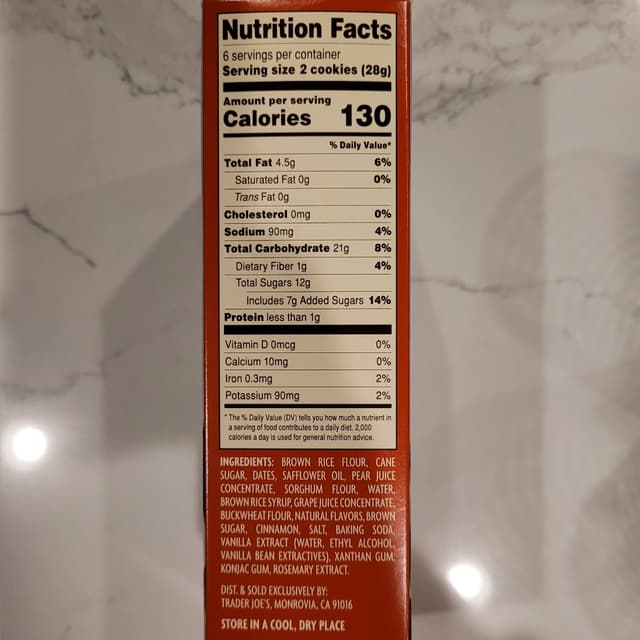 Nutrition Facts
6 servings per container
Serving size 2 cookies (28g)
Amount per serving
Calories 130
% Daily Value*
Total Fat 4.5g 6%
Saturated Fat 0g 0%
Trans Fat 0g
Cholesterol 0mg 0%
Sodium 90mg 4%
Total Carbohydrate 21g 8%
Dietary Fiber 1g 4%
Total Sugars 12g
Includes 7g Added Sugars 14%
Protein less than 1g
Vitamin D 0mcg 0%
Calcium 10mg 0%
Iron 0.3mg 2%
Potassium 90mg 2%
* The % Daily Value (DV) tells you how much a nutrient in
a serving of food contributes to a daily diet. 2,000
calories a day is used for general nutrition advice.
INGREDIENTS: BROWN RICE FLOUR, CANE
SUGAR, DATES, SAFFLOWER OIL, PEAR JUICE
CONCENTRATE, SORGHUM FLOUR, WATER,
BROWN RICE SYRUP, GRAPE JUICE CONCENTRATE,
BUCKWHEAT FLOUR, NATURAL FLAVORS, BROWN
SUGAR, CINNAMON, SALT, BAKING SODA,
VANILLA EXTRACT (WATER, ETHYL ALCOHOL,
VANILLA BEAN EXTRACTIVES), XANTHAN GUM,
KONJAC GUM, ROSEMARY EXTRACT.
DIST. & SOLD EXCLUSIVELY BY:
TRADER JOE'S, MONROVIA, CA 91016
STORE IN A COOL, DRY PLACE